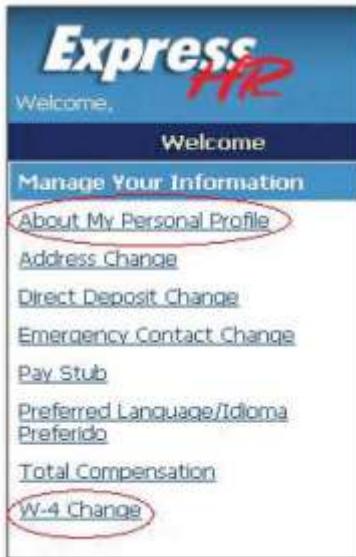 Express
HR
Welcome,
Welcome
Manage Your Information
About My Personal Profile
Address Change
Direct Deposit Change
Emergency Contact Change
Pay Stub
Preferred Language/Idioma
Preferido
Total Compensation
W-4 Change